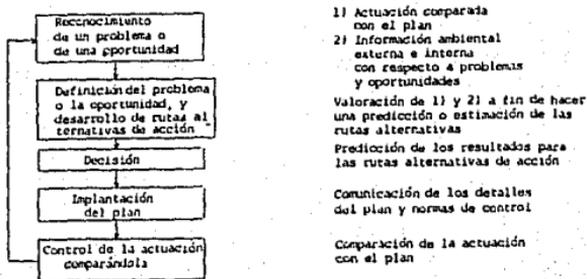 Reconocimiento
de un problema o
de una oportunidad
1) Actuación comparada
con el plan
2) Información ambiental
externa e interna
con respecto a problemas
y oportunidades
Definición del problema
o la oportunidad, y
desarrollo de rutas al
ternativas de acción
Valoración de 1) y 2) a fin de hacer
una predicción o estimación de las
rutas alternativas
Decisión
Predicción de los resultados para
las rutas alternativas de acción
Implantación
del plan
Comunicación de los detalles
del plan y normas de control
Control de la actuación
comparándola
Comparación de la actuación
con el plan